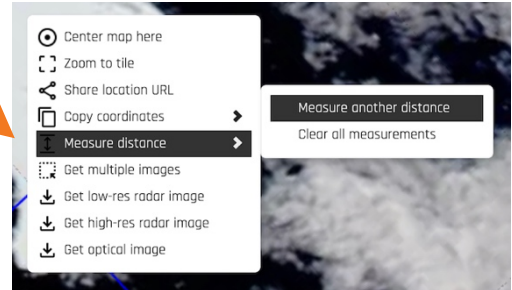 Center map here
Zoom to tile
Share location URL
Copy coordinates
Measure distance
Get multiple images
Get low-res radar image
Get high-res radar image
Get optical image
Measure another distance
Clear all measurements